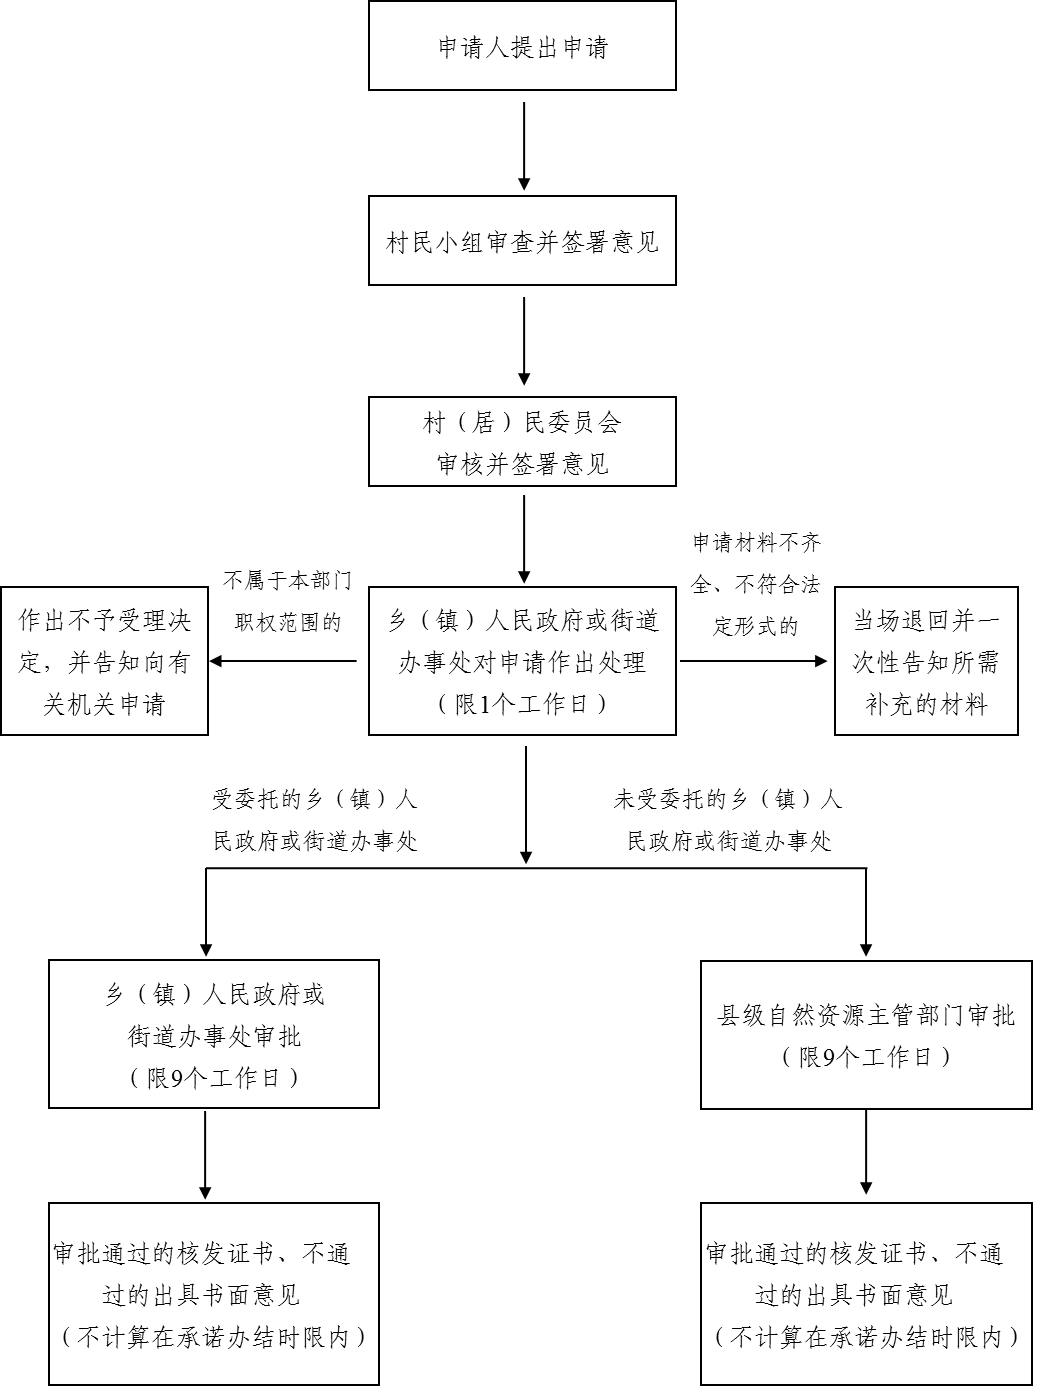 申请人提出申请
村民小组审查并签署意见
村（居）民委员会
审核并签署意见
不属于本部门
职权范围的
申请材料不齐
全、不符合法
定形式的
作出不予受理决
定，并告知向有
关机关申请
乡（镇）人民政府或街道
办事处对申请作出处理
（限1个工作日）
当场退回并一
次性告知所需
补充的材料
受委托的乡（镇）人
民政府或街道办事处
未受委托的乡（镇）人
民政府或街道办事处
乡（镇）人民政府或
街道办事处审批
（限9个工作日）
县级自然资源主管部门审批
（限9个工作日）
审批通过的核发证书、不通
过的出具书面意见
（不计算在承诺办结时限内）
审批通过的核发证书、不通
过的出具书面意见
（不计算在承诺办结时限内）